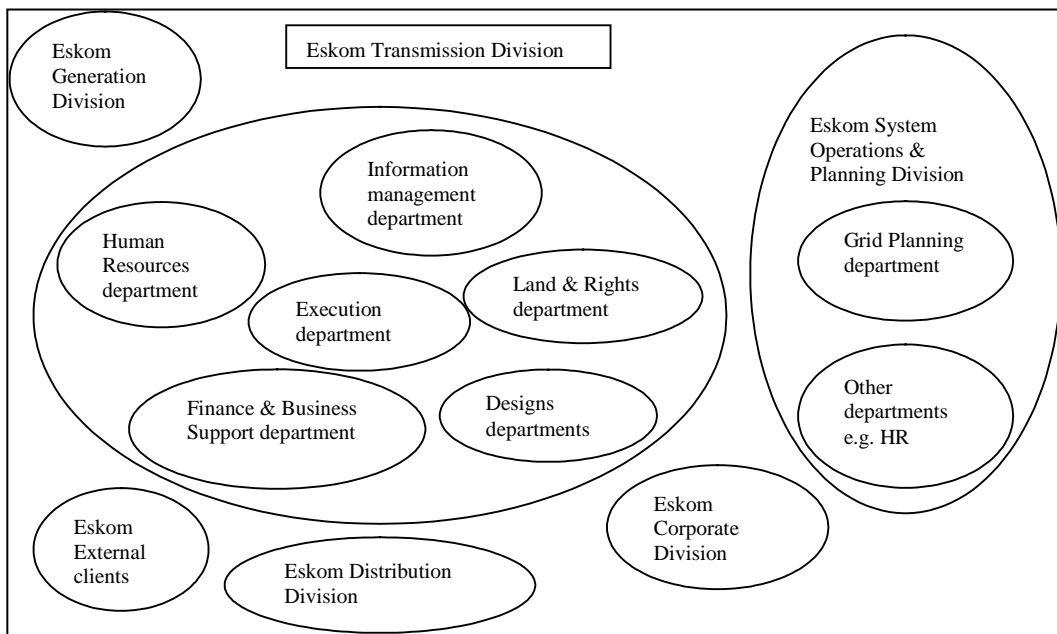 Eskom
Generation
Division
Eskom Transmission Division
Eskom System
Operations &
Planning Division
Information
management
department
Human
Resources
department
Grid Planning
department
Land & Rights
department
Execution
department
Finance & Business
Support department
Designs
departments
Other
departments
e.g. HR
Eskom
External
clients
Eskom Distribution
Division
Eskom
Corporate
Division